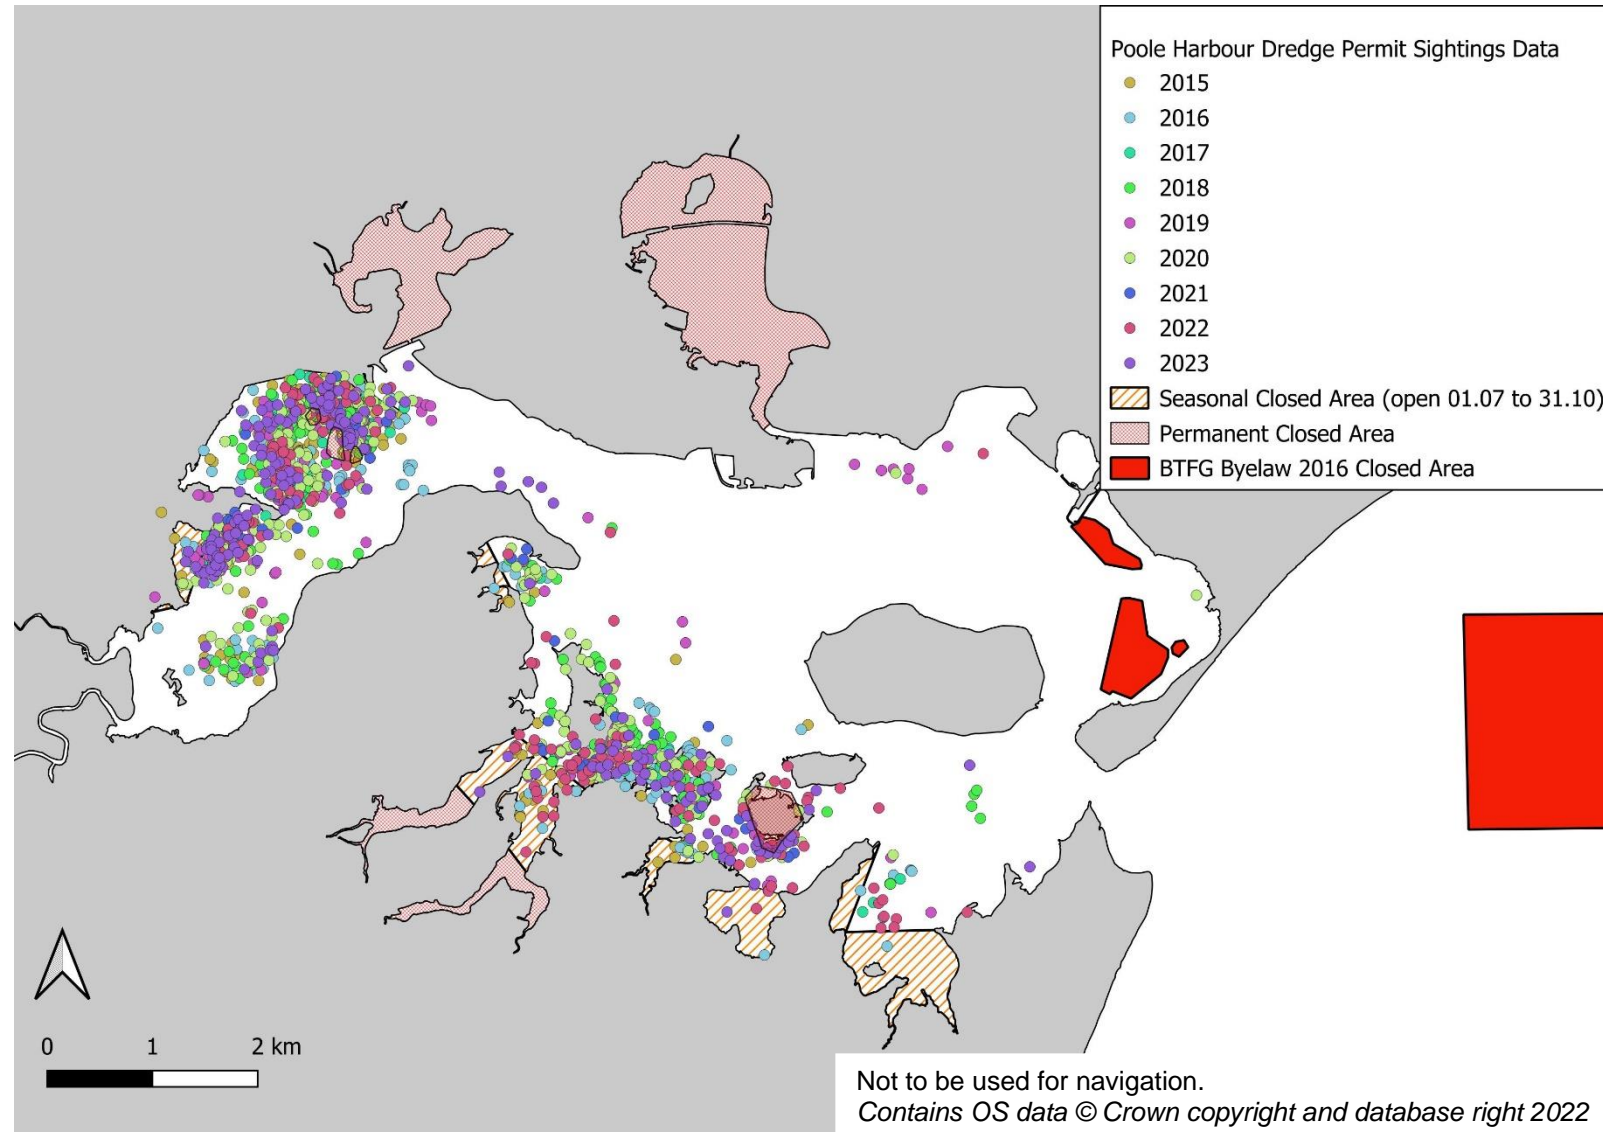 Poole Harbour Dredge Permit Sightings Data
2015
2016
2017
2018
2019
2020
2021
2022
2023
Seasonal Closed Area (open 01.07 to 31.10)
Permanent Closed Area
BTFG Byelaw 2016 Closed Area
0 1 2 km
Not to be used for navigation.
Contains OS data © Crown copyright and database right 2022